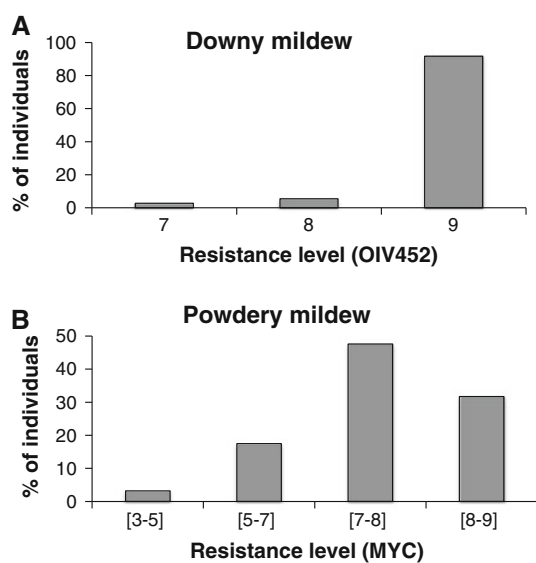 A
Downy mildew
% of individuals
100
80
60
40
20
0
7 8 9
Resistance level (OIV452)
B
Powdery mildew
% of individuals
50
40
30
20
10
0
[3-5] [5-7] [7-8] [8-9]
Resistance level (MYC)